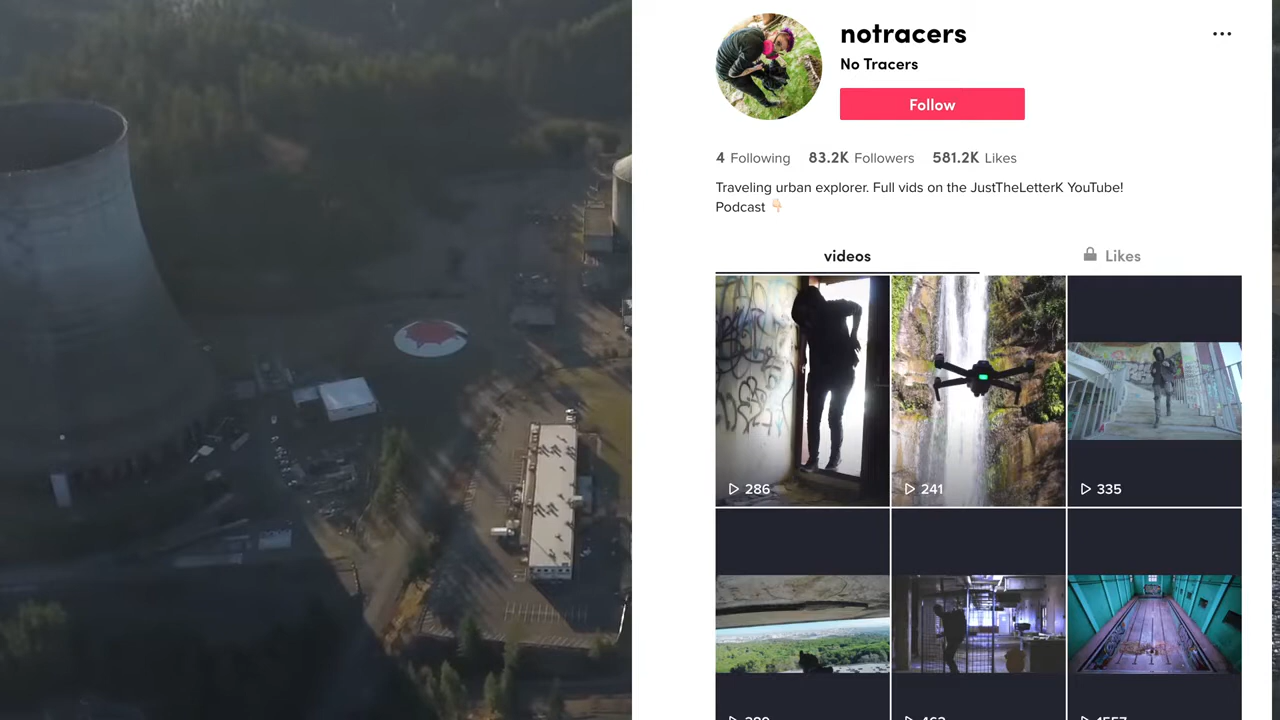 notracers
No Tracers
Follow
4 Following 83.2K Followers 581.2K Likes
Traveling urban explorer. Full vids on the JustTheLetterK YouTube!
Podcast 👇🏻
videos Likes
286 241 335